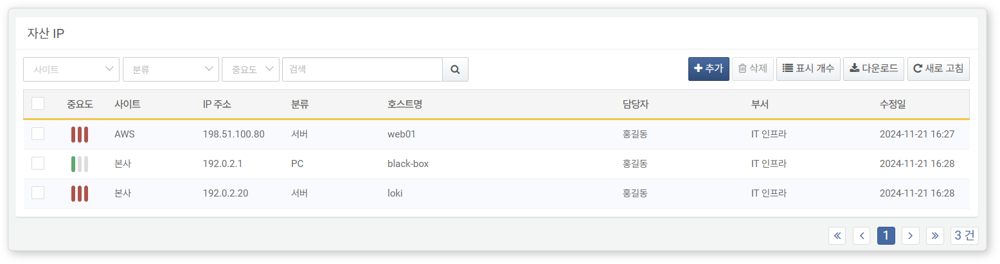 자산 IP
사이트 분류 중요도 검색 추가 삭제 표시 개수 다운로드 새로 고침
중요도 사이트 IP 주소 분류 호스트명 담당자 부서 수정일
AWS 198.51.100.80 서버 web01 홍길동 IT 인프라 2024-11-21 16:27
본사 192.0.2.1 PC black-box 홍길동 IT 인프라 2024-11-21 16:28
본사 192.0.2.20 서버 loki 홍길동 IT 인프라 2024-11-21 16:28
1 3 건